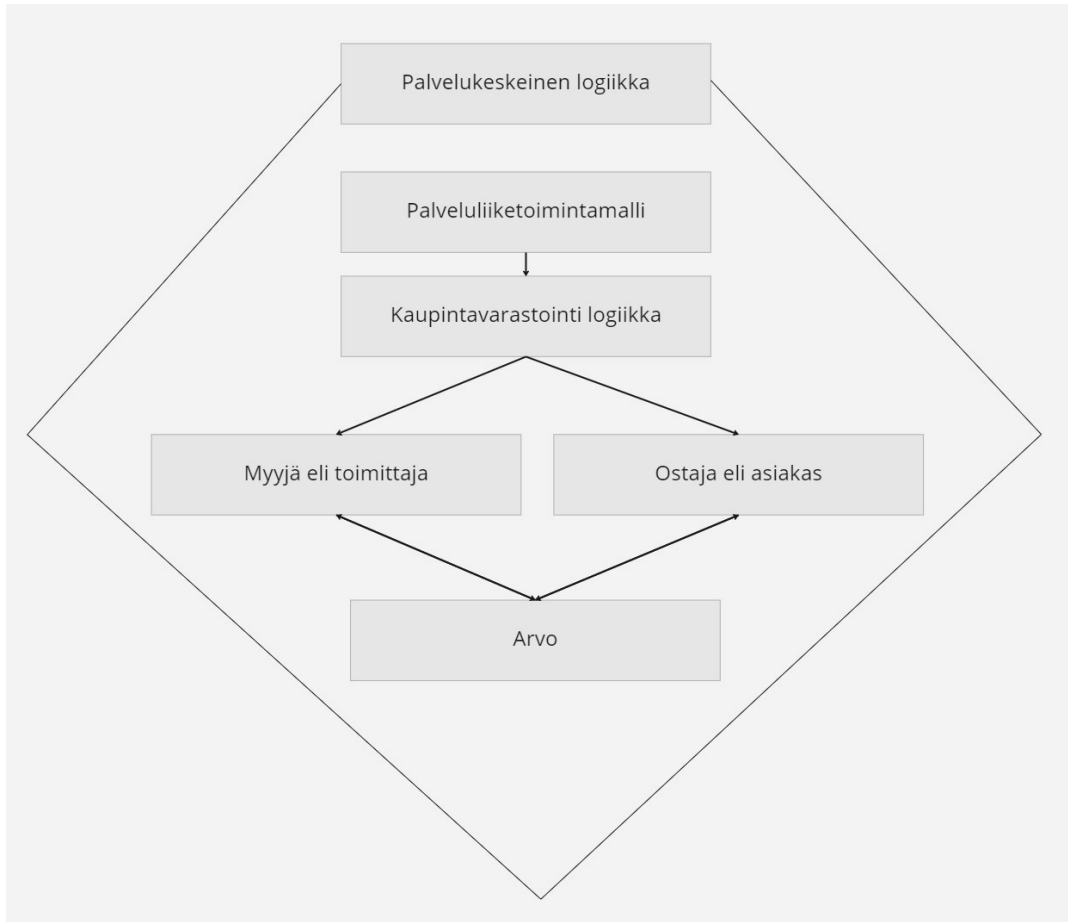 Palvelukeskeinen logiikka
Palveluliiketoimintamalli
Kaupintavarastointi logiikka
Myyjä eli toimittaja
Ostaja eli asiakas
Arvo